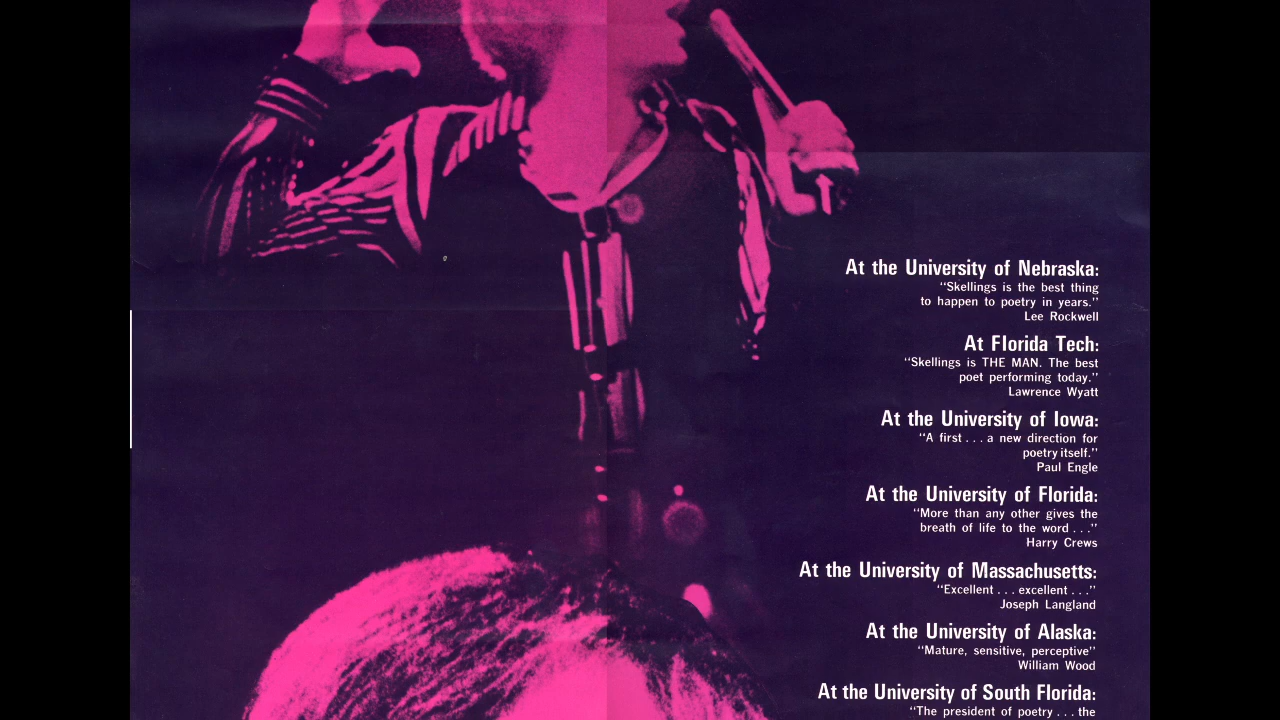 At the University of Nebraska:
"Skellings is the best thing
to happen to poetry in years."
Lee Rockwell
At Florida Tech:
"Skellings is THE MAN. The best
poet performing today."
Lawrence Wyatt
At the University of Iowa:
"A first . . . a new direction for
poetry itself."
Paul Engle
At the University of Florida:
"More than any other gives the
breath of life to the word . . ."
Harry Crews
At the University of Massachusetts:
"Excellent . . . excellent . . ."
Joseph Langland
At the University of Alaska:
"Mature, sensitive, perceptive"
William Wood
At the University of South Florida:
"The president of poetry . . . the